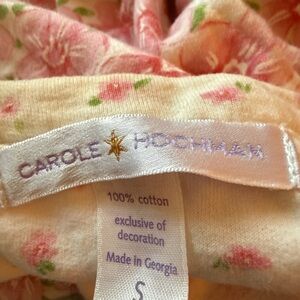 CAROLE HOCHMAN
100% cotton
exclusive of
decoration
Made in Georgia
S